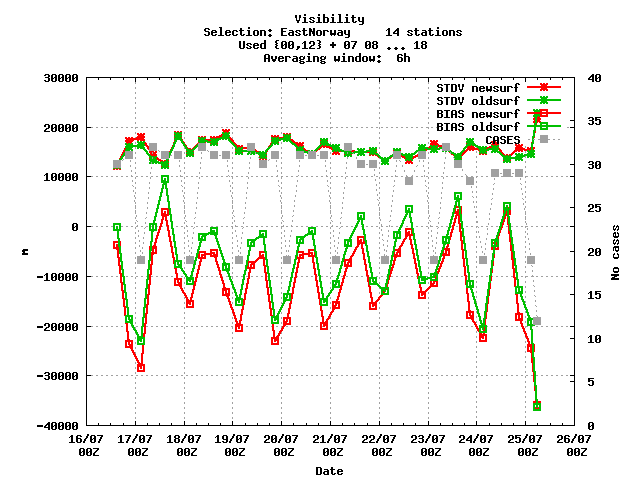 Visibility
Selection: EastNorway 14 stations
Used {00,12} + 07 08 ... 18
Averaging window: 6h
STDV newsurf
STDV oldsurf
BIAS newsurf
BIAS oldsurf
CASES
30000
20000
10000
0
-10000
-20000
-30000
-40000
m
40
35
30
25
20
15
10
5
0
No cases
16/07 17/07 18/07 19/07 20/07 21/07 22/07 23/07 24/07 25/07 26/07
00Z 00Z 00Z 00Z 00Z 00Z 00Z 00Z 00Z 00Z 00Z
Date